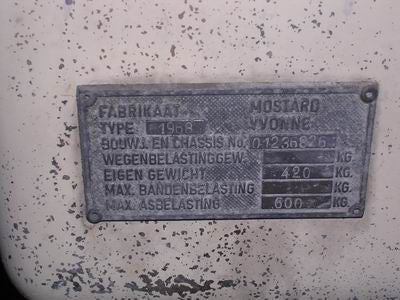 FABRIKAAT MOSTARD
TYPE 1968 YVONNE
BOUWJ. EN CHASSIS No. 01236826
WEGENBELASTINGGEW. KG.
EIGEN GEWICHT 420 KG.
MAX. BANDENBELASTING KG.
MAX. ASBELASTING 600 KG.